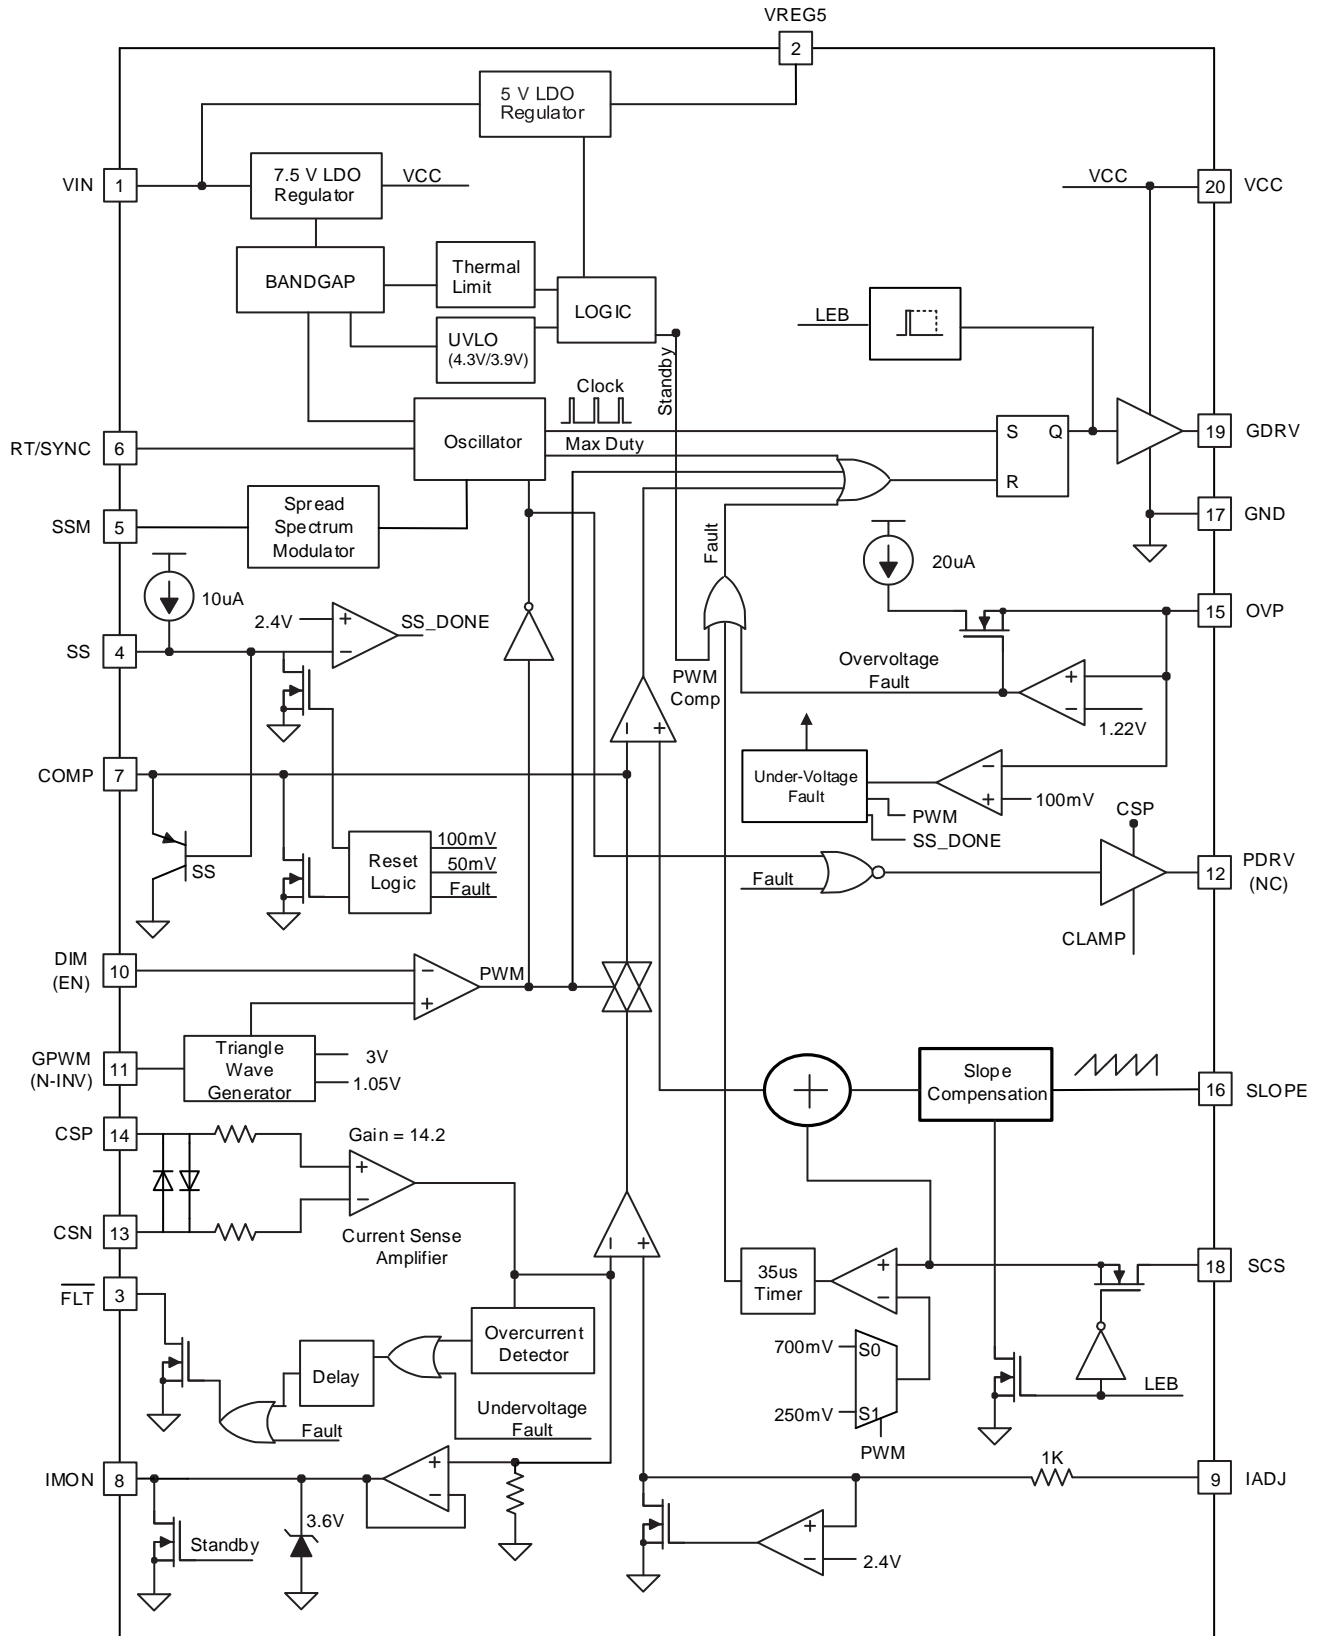 VREG5
2
5 V LDO
Regulator
VIN
1
7.5 V LDO
Regulator
VCC
VCC
20
VCC
BANDGAP
Thermal
Limit
LOGIC
UVLO
(4.3V/3.9V)
Standby
LEB
Clock
Oscillator
Max Duty
RT/SYNC
6
S
Q
R
19
GDRV
SSM
5
Spread
Spectrum
Modulator
17
GND
Fault
10uA
20uA
2.4V
+
−
SS_DONE
SS
4
15
OVP
PWM
Comp
Overvoltage
Fault
+
−
1.22V
−
+
COMP
7
Under-Voltage
Fault
−
+
100mV
PWM
SS_DONE
CSP
SS
Reset
Logic
100mV
50mV
Fault
Fault
12
PDRV
(NC)
CLAMP
DIM
(EN)
10
−
+
PWM
GPWM
(N-INV)
11
Triangle
Wave
Generator
3V
1.05V
+
Slope
Compensation
16
SLOPE
CSP
14
Gain = 14.2
+
−
CSN
13
Current Sense
Amplifier
−
+
35us
Timer
+
−
18
SCS
FLT
3
Overcurrent
Detector
Delay
700mV
S0
250mV
S1
PWM
LEB
Undervoltage
Fault
Fault
IMON
8
+
−
1K
9
IADJ
3.6V
Standby
+
−
2.4V